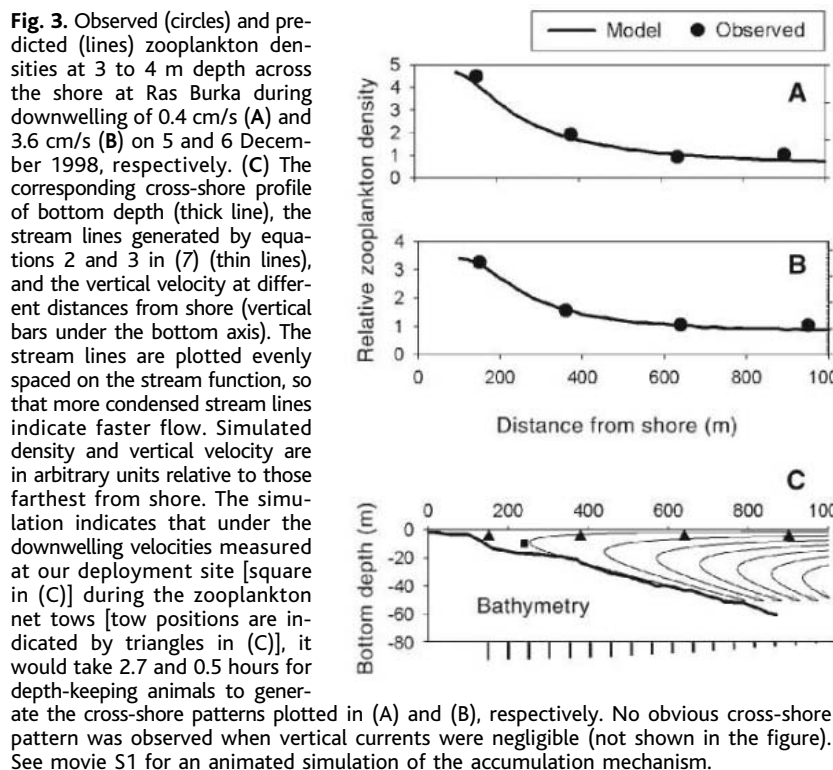 Fig. 3. Observed (circles) and pre-
dicted (lines) zooplankton den-
sities at 3 to 4 m depth across
the shore at Ras Burka during
downwelling of 0.4 cm/s (A) and
3.6 cm/s (B) on 5 and 6 Decem-
ber 1998, respectively. (C) The
corresponding cross-shore profile
of bottom depth (thick line), the
stream lines generated by equa-
tions 2 and 3 in (7) (thin lines),
and the vertical velocity at differ-
ent distances from shore (vertical
bars under the bottom axis). The
stream lines are plotted evenly
spaced on the stream function, so
that more condensed stream lines
indicate faster flow. Simulated
density and vertical velocity are
in arbitrary units relative to those
farthest from shore. The simu-
lation indicates that under the
downwelling velocities measured
at our deployment site [square
in (C)] during the zooplankton
net tows [tow positions are in-
dicated by triangles in (C)], it
would take 2.7 and 0.5 hours for
depth-keeping animals to gener-
ate the cross-shore patterns plotted in (A) and (B), respectively. No obvious cross-shore
pattern was observed when vertical currents were negligible (not shown in the figure).
See movie S1 for an animated simulation of the accumulation mechanism.
Model Observed
Relative zooplankton density
5
4
3
2
1
0
A
4
3
2
1
0
B
0 200 400 600 800 100
Distance from shore (m)
C
0 200 400 600 800 100
Bottom depth (m)
0
-20
-40
-60
-80
Bathymetry